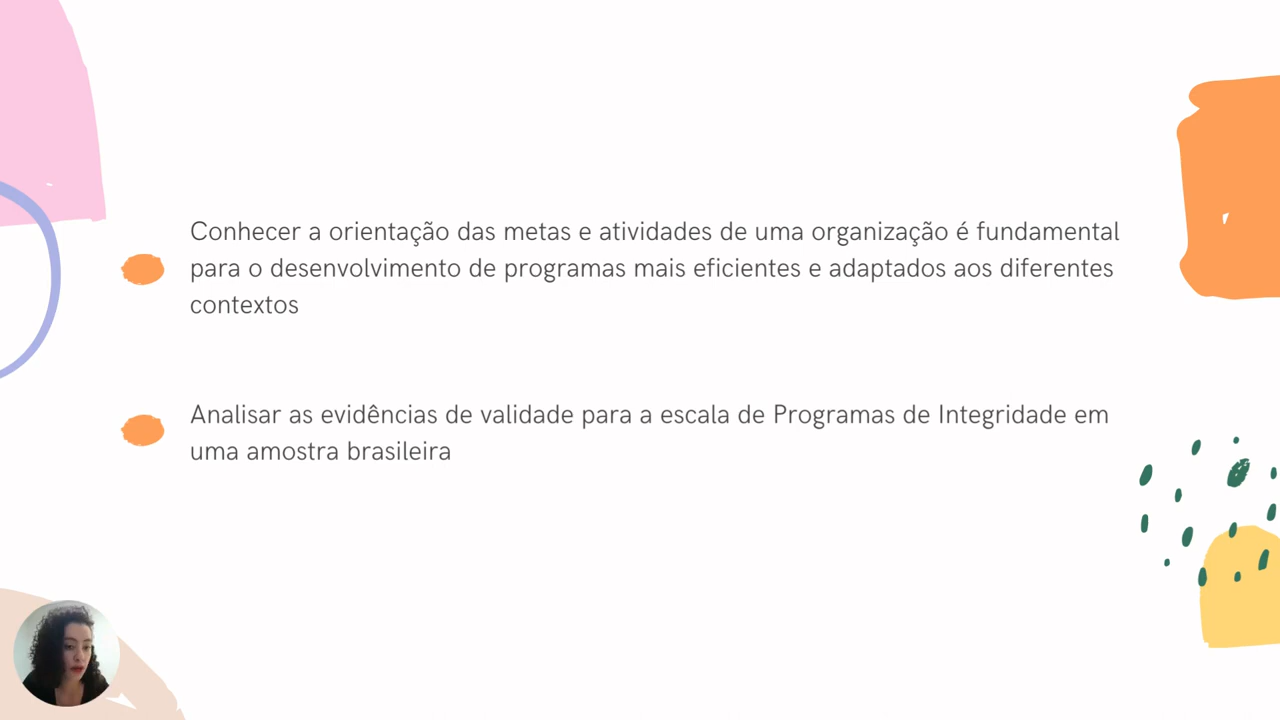 Conhecer a orientação das metas e atividades de uma organização é fundamental
para o desenvolvimento de programas mais eficientes e adaptados aos diferentes
contextos
Analisar as evidências de validade para a escala de Programas de Integridade em
uma amostra brasileira